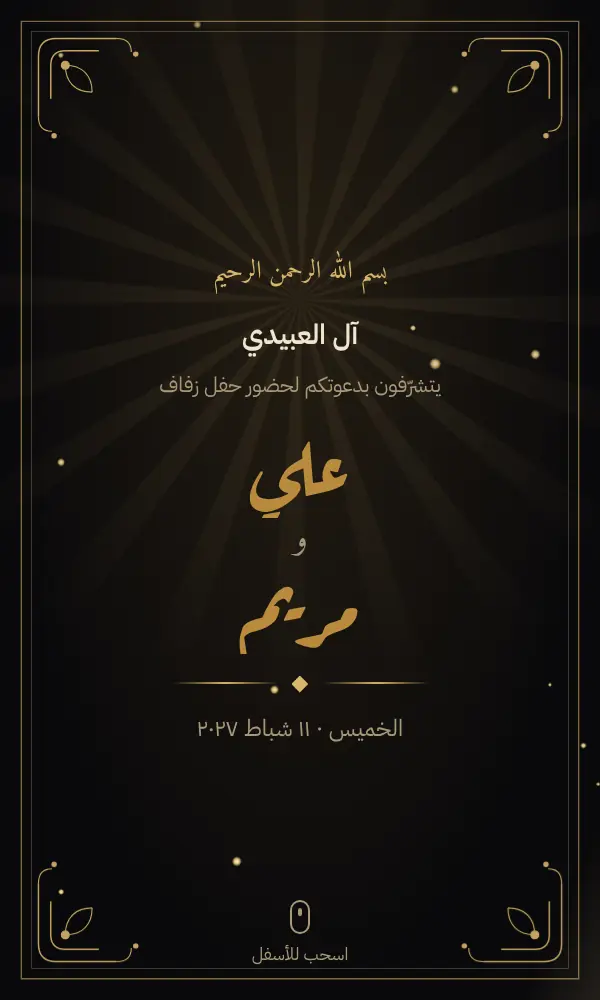 بسم الله الرحمن الرحيم
آل العبيدي
يتشرّفون بدعوتكم لحضور حفل زفاف
علي
و
مريم
الخميس · ١١ شباط ٢٠٢٧
اسحب للأسفل